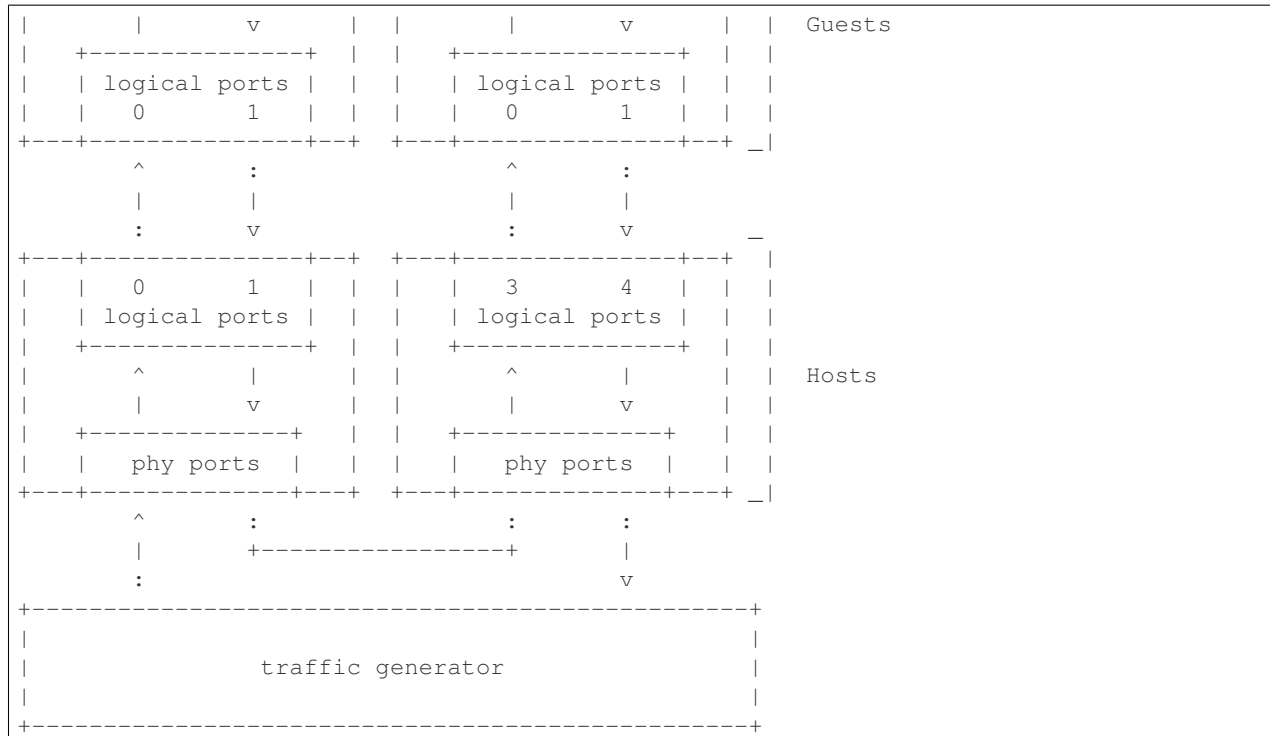 |       |       v      |  |       |       v      |  |  Guests
|   +---------------+  |  |   +---------------+  |  |
|   | logical ports |  |  |   | logical ports |  |  |
|   |   0       1   |  |  |   |   0       1   |  |  |
+---+---------------+--+  +---+---------------+--+ _|
        ^       :                 ^       :
        |       |                 |       |
        :       v                 :       v         _
+---+---------------+--+  +---+---------------+--+  |
|   |   0       1   |  |  |   |   3       4   |  |  |
|   | logical ports |  |  |   | logical ports |  |  |
|   +---------------+  |  |   +---------------+  |  |
|       ^       |      |  |       ^       |      |  |  Hosts
|       |       v      |  |       |       v      |  |
|   +--------------+   |  |   +--------------+   |  |
|   |   phy ports  |   |  |   |   phy ports  |   |  |
+---+--------------+---+  +---+--------------+---+ _|
        ^       :                 :       :
        |       +-----------------+       |
        :                                 v
+--------------------------------------------------+
|                                                  |
|                traffic generator                 |
|                                                  |
+--------------------------------------------------+